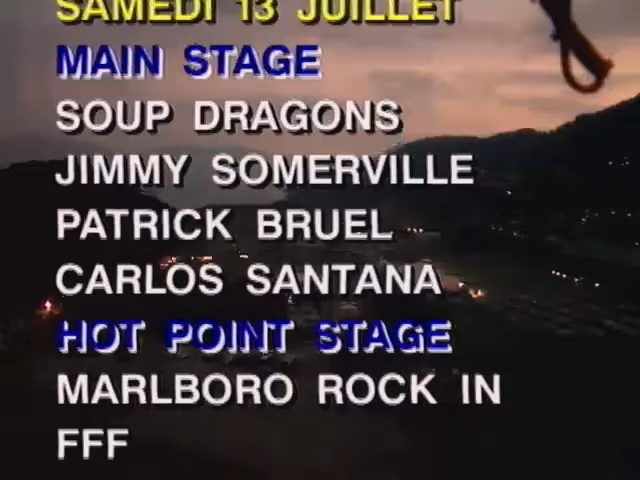 SAMEDI 13 JUILLET
MAIN STAGE
SOUP DRAGONS
JIMMY SOMERVILLE
PATRICK BRUEL
CARLOS SANTANA
HOT POINT STAGE
MARLBORO ROCK IN
FFF